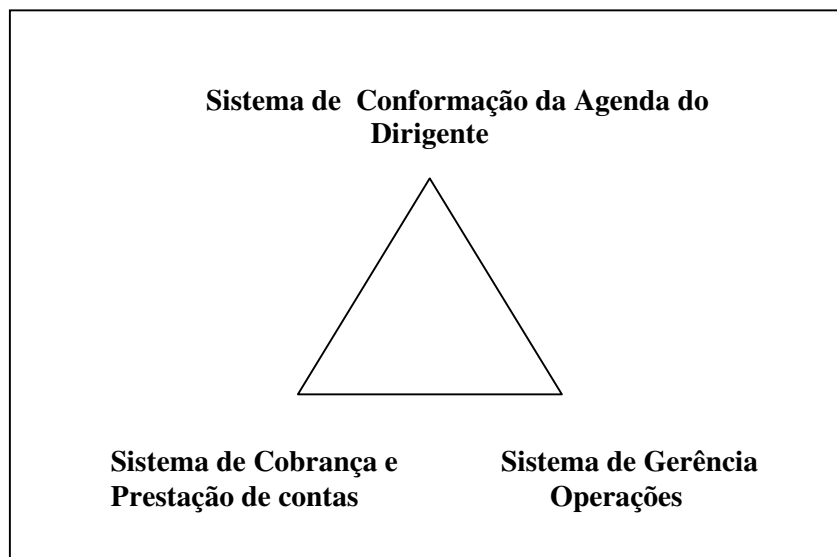 Sistema de Conformação da Agenda do
Dirigente
Sistema de Cobrança e
Prestação de contas
Sistema de Gerência
Operações